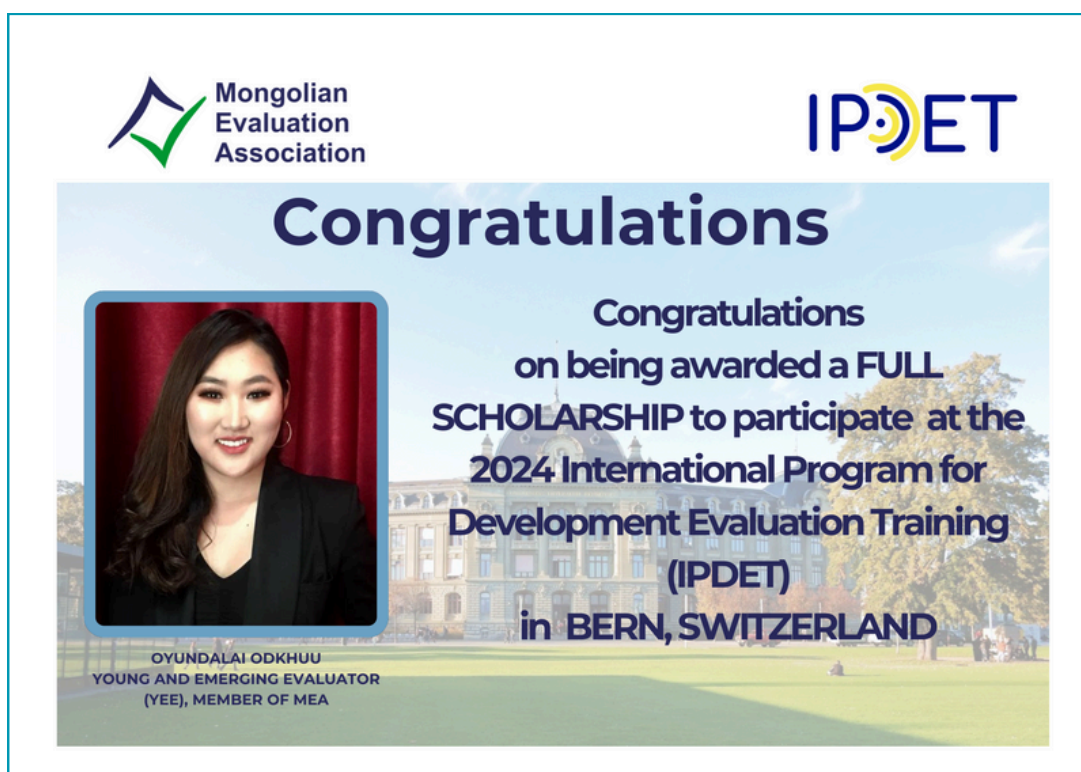 Mongolian
Evaluation
Association
IPDET
Congratulations
Congratulations
on being awarded a FULL
SCHOLARSHIP to participate at the
2024 International Program for
Development Evaluation Training
(IPDET)
in BERN, SWITZERLAND
OYUNDALAI ODKHUU
YOUNG AND EMERGING EVALUATOR
(YEE), MEMBER OF MEA